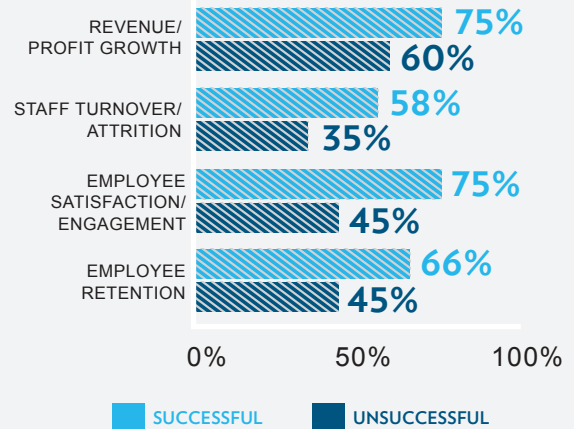 REVENUE/
PROFIT GROWTH
75%
60%
STAFF TURNOVER/
ATTRITION
58%
35%
EMPLOYEE
SATISFACTION/
ENGAGEMENT
75%
45%
EMPLOYEE
RETENTION
66%
45%
0% 50% 100%
SUCCESSFUL UNSUCCESSFUL